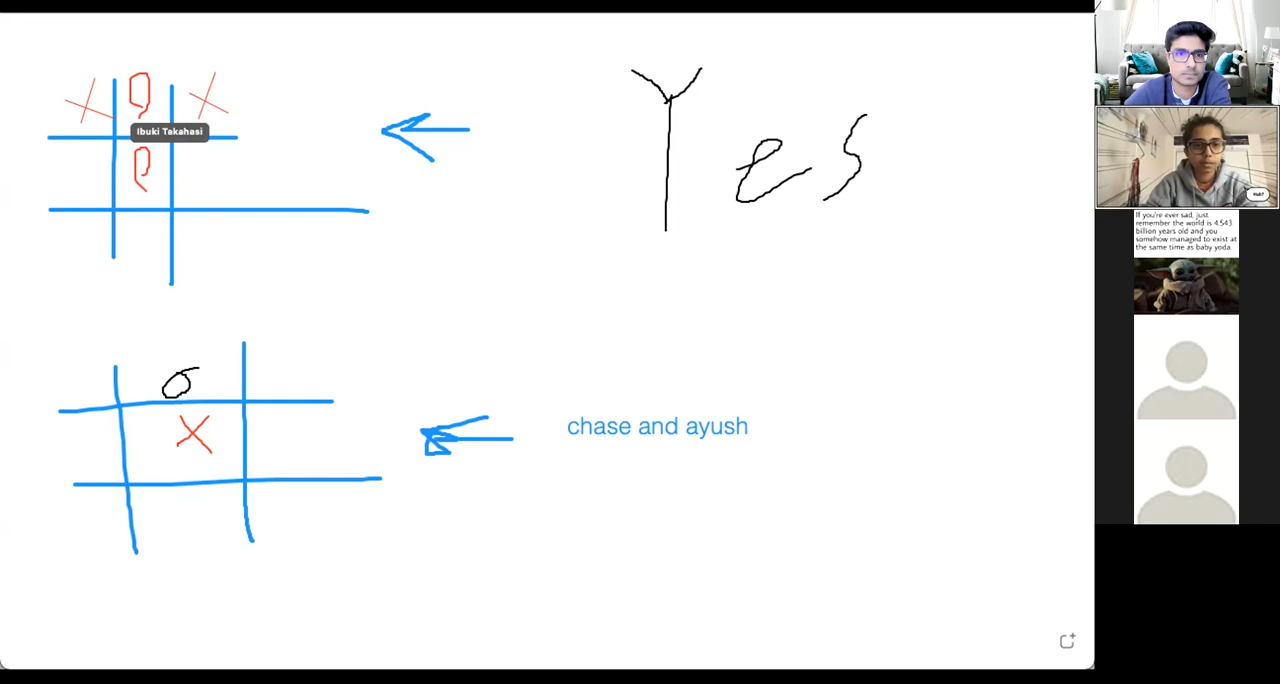 X O X
Ibuki Takahasi
O
Yes
O
X
chase and ayush
Huh?
If you're ever sad, just
remember the world is 4.543
billion years old and you
somehow managed to exist at
the same time as baby yoda